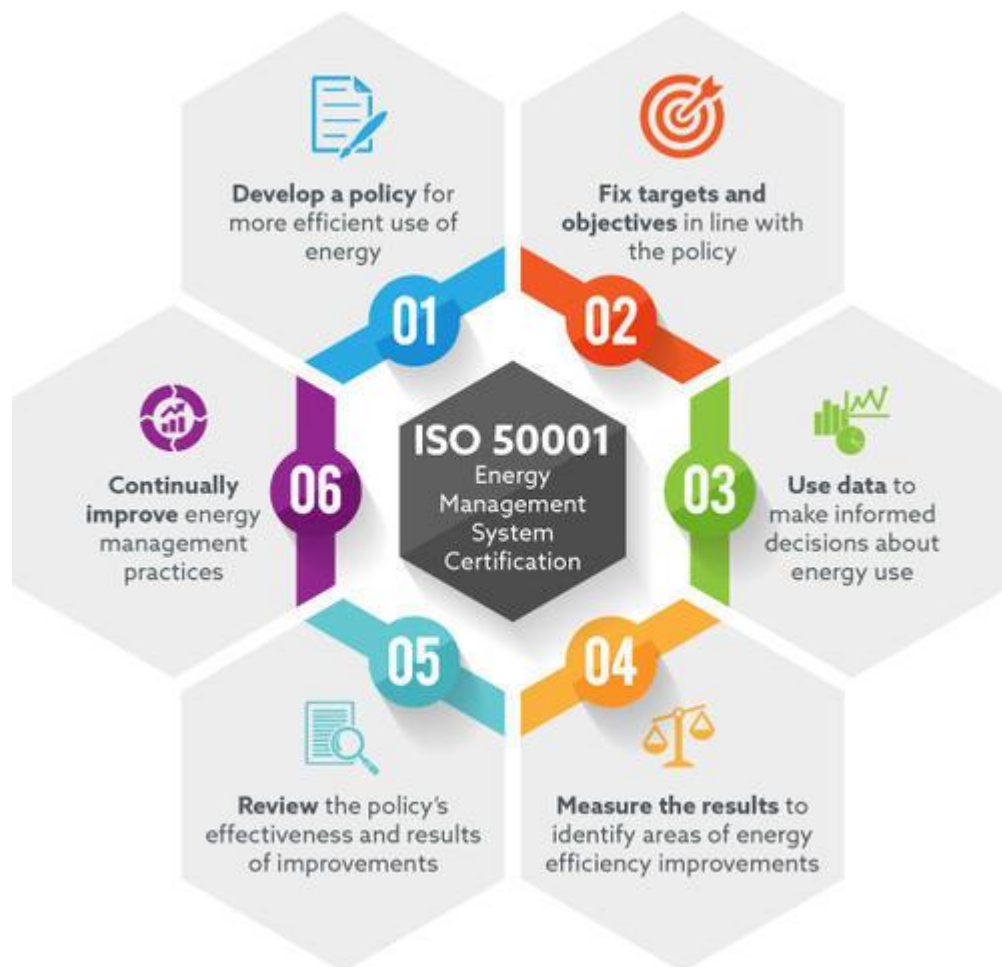 Develop a policy for
more efficient use of
energy
01
Fix targets and
objectives in line with
the policy
02
ISO 50001
Energy
Management
System
Certification
03
Use data to
make informed
decisions about
energy use
04
Measure the results to
identify areas of energy
efficiency improvements
05
Review the policy's
effectiveness and results
of improvements
06
Continually
improve energy
management
practices